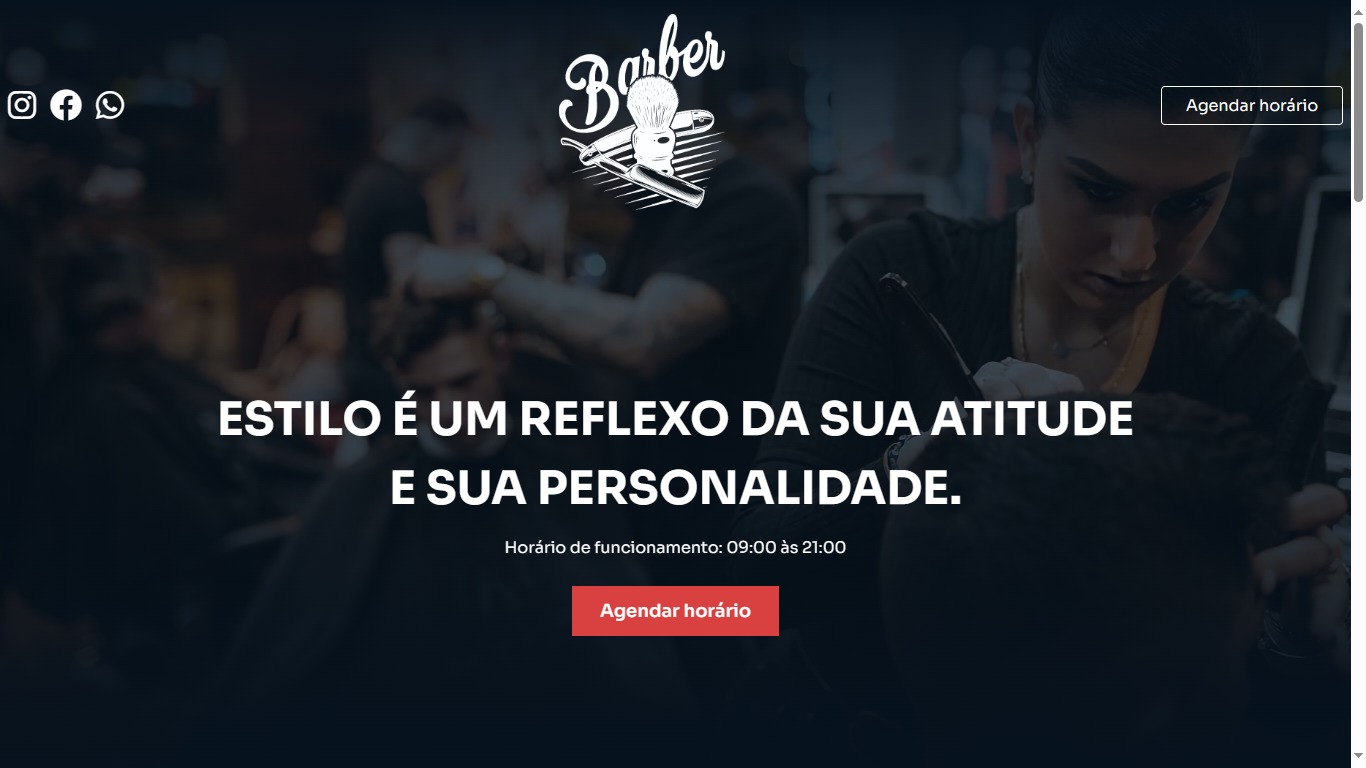 Barber
Agendar horário
ESTILO É UM REFLEXO DA SUA ATITUDE
E SUA PERSONALIDADE.
Horário de funcionamento: 09:00 às 21:00
Agendar horário